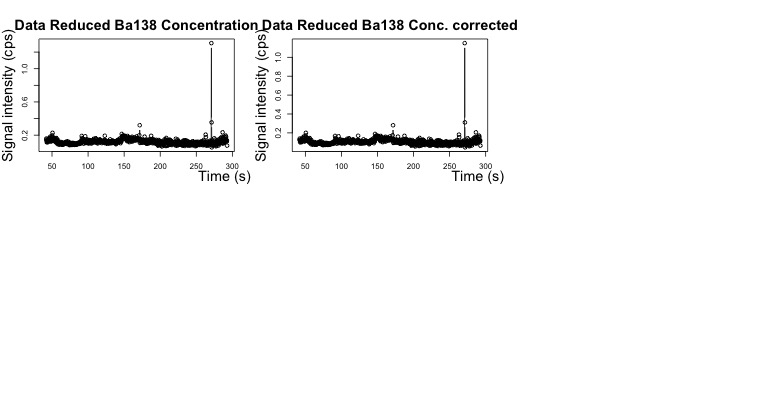 Data Reduced Ba138 Concentration
Signal intensity (cps)
0.2 0.6 1.0
50 100 150 200 250 300
Time (s)
Data Reduced Ba138 Conc. corrected
Signal intensity (cps)
0.2 0.4 0.6 0.8 1.0
50 100 150 200 250 300
Time (s)